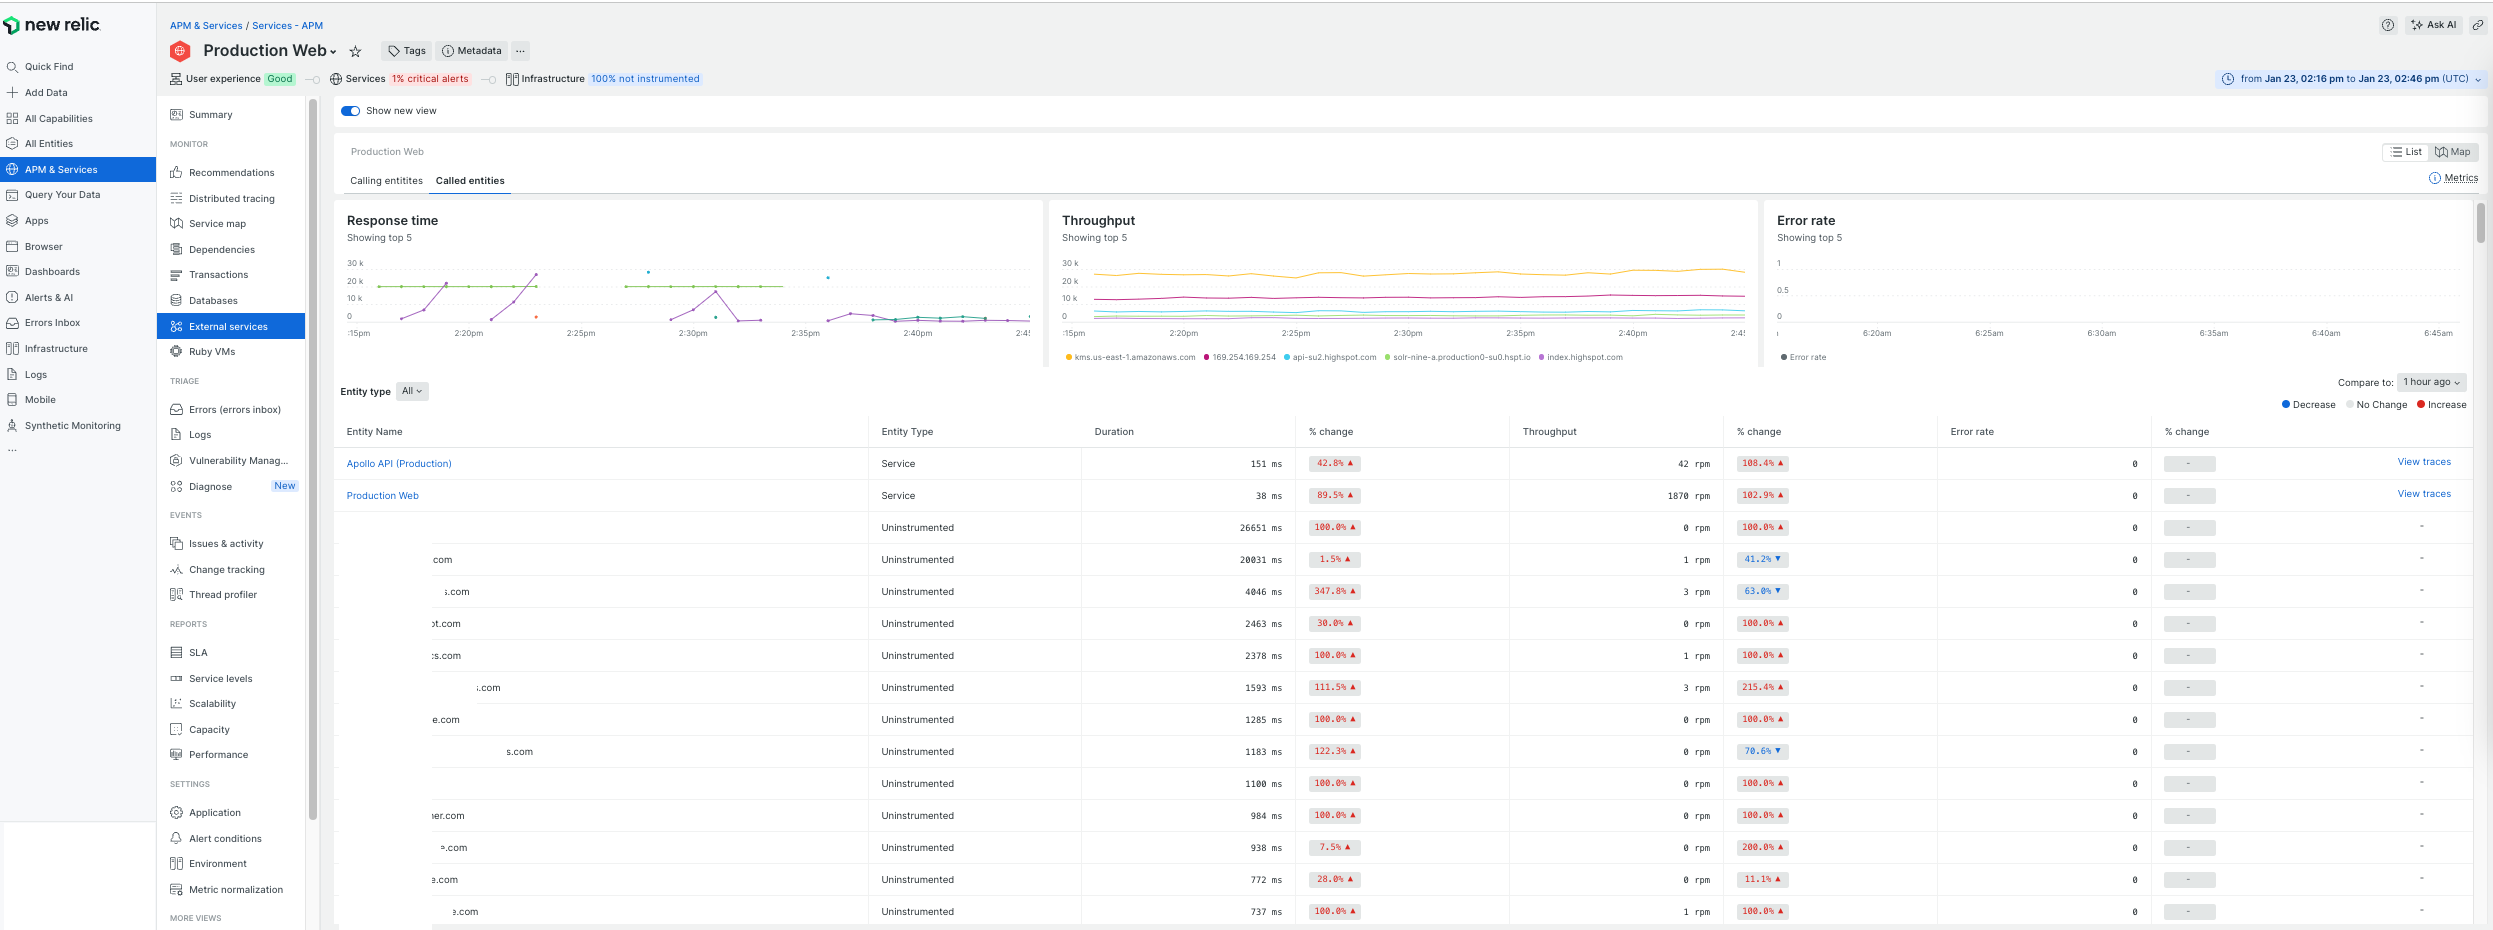 new relic
Quick Find
Add Data
All Capabilities
All Entities
APM & Services
Query Your Data
Apps
Browser
Dashboards
Alerts & AI
Errors Inbox
Infrastructure
Logs
Mobile
Synthetic Monitoring
...
APM & Services / Services - APM
Ask AI
Production Web
Tags
Metadata
...
User experience Good Services 1% critical alerts Infrastructure 100% not instrumented
from Jan 23, 02:16 pm to Jan 23, 02:46 pm (UTC)
Summary
MONITOR
Recommendations
Distributed tracing
Service map
Dependencies
Transactions
Databases
External services
Ruby VMs
TRIAGE
Errors (errors inbox)
Logs
Vulnerability Manag...
Diagnose New
EVENTS
Issues & activity
Change tracking
Thread profiler
REPORTS
SLA
Service levels
Scalability
Capacity
Performance
SETTINGS
Application
Alert conditions
Environment
Metric normalization
MORE VIEWS
Show new view
Production Web
List Map
Calling entitites Called entities
Metrics
Response time
Showing top 5
30 k
20 k
10 k
0
:15pm 2:20pm 2:25pm 2:30pm 2:35pm 2:40pm 2:4
Throughput
Showing top 5
30 k
20 k
10 k
0
:15pm 2:20pm 2:25pm 2:30pm 2:35pm 2:40pm 2:4
kms.us-east-1.amazonaws.com 169.254.169.254 api-su2.highspot.com solr-nine-a.production0-su0.hspt.io index.highspot.com
Error rate
Showing top 5
1
0.5
0
6:20am 6:25am 6:30am 6:35am 6:40am 6:45am
Error rate
Entity type All
Compare to: 1 hour ago
Decrease No Change Increase
Entity Name Entity Type Duration % change Throughput % change Error rate % change
Apollo API (Production) Service 151 ms 42.8% ▲ 42 rpm 108.4% ▲ 0 - View traces
Production Web Service 38 ms 89.5% ▲ 1870 rpm 102.9% ▲ 0 - View traces
Uninstrumented 26651 ms 100.0% ▲ 0 rpm 100.0% ▲ 0 - -
.com Uninstrumented 20031 ms 1.5% ▲ 1 rpm 41.2% ▼ 0 - -
s.com Uninstrumented 4046 ms 347.8% ▲ 3 rpm 63.0% ▼ 0 - -
ot.com Uninstrumented 2463 ms 30.0% ▲ 0 rpm 100.0% ▲ 0 - -
cs.com Uninstrumented 2378 ms 100.0% ▲ 1 rpm 100.0% ▲ 0 - -
s.com Uninstrumented 1593 ms 111.5% ▲ 3 rpm 215.4% ▲ 0 - -
e.com Uninstrumented 1285 ms 100.0% ▲ 0 rpm 100.0% ▲ 0 - -
s.com Uninstrumented 1183 ms 122.3% ▲ 0 rpm 70.6% ▼ 0 - -
Uninstrumented 1100 ms 100.0% ▲ 0 rpm 100.0% ▲ 0 - -
ner.com Uninstrumented 984 ms 100.0% ▲ 0 rpm 100.0% ▲ 0 - -
e.com Uninstrumented 938 ms 7.5% ▲ 0 rpm 200.0% ▲ 0 - -
e.com Uninstrumented 772 ms 28.0% ▲ 0 rpm 11.1% ▲ 0 - -
e.com Uninstrumented 737 ms 100.0% ▲ 1 rpm 100.0% ▲ 0 - -